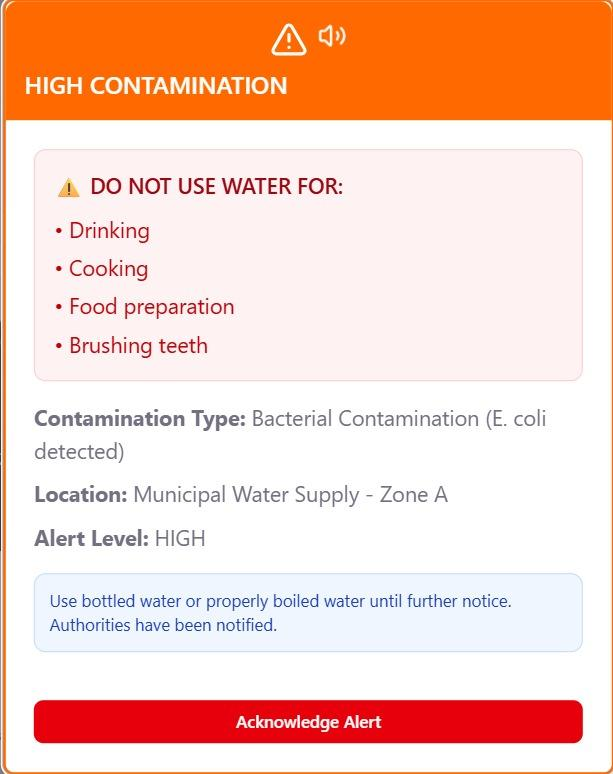 HIGH CONTAMINATION
DO NOT USE WATER FOR:
• Drinking
• Cooking
• Food preparation
• Brushing teeth
Contamination Type: Bacterial Contamination (E. coli
detected)
Location: Municipal Water Supply - Zone A
Alert Level: HIGH
Use bottled water or properly boiled water until further notice.
Authorities have been notified.
Acknowledge Alert